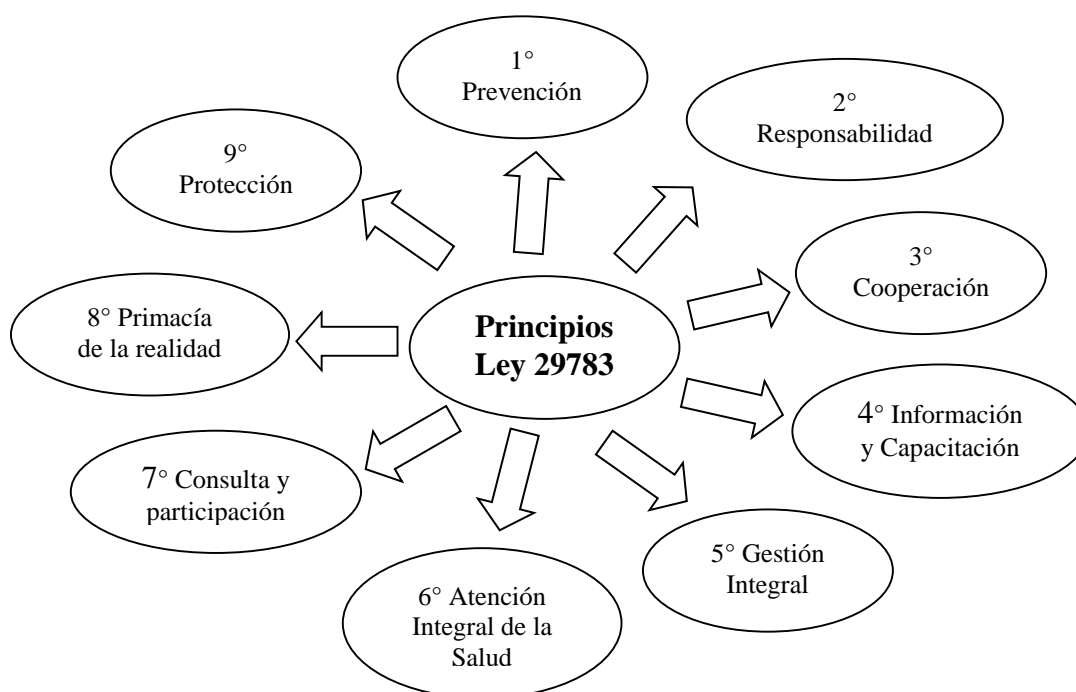 1°
Prevención
2°
Responsabilidad
3°
Cooperación
4° Información
y Capacitación
5° Gestión
Integral
6° Atención
Integral de la
Salud
7° Consulta y
participación
8° Primacía
de la realidad
9°
Protección
Principios
Ley 29783